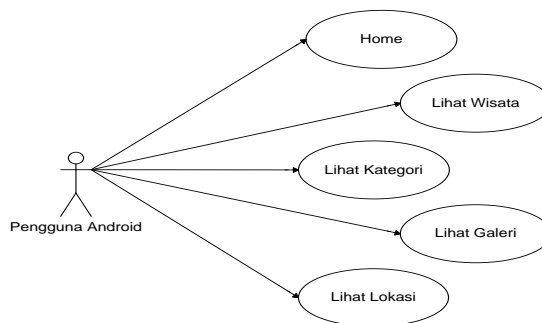 Home
Lihat Wisata
Lihat Kategori
Pengguna Android
Lihat Galeri
Lihat Lokasi